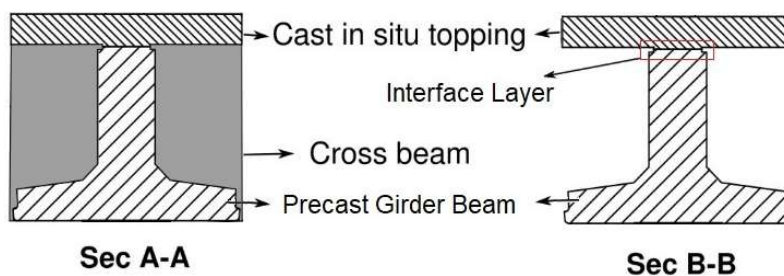 Cast in situ topping
Interface Layer
Cross beam
Precast Girder Beam
Sec A-A
Sec B-B